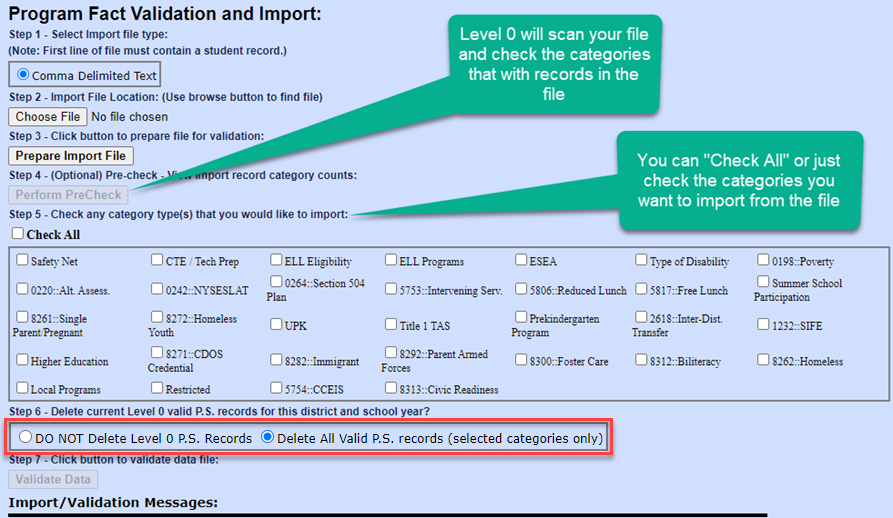 Program Fact Validation and Import:
Step 1 - Select Import file type:
(Note: First line of file must contain a student record.)
Comma Delimited Text
Step 2 - Import File Location: (Use browse button to find file)
Choose File No file chosen
Step 3 - Click button to prepare file for validation:
Prepare Import File
Step 4 - (Optional) Pre-check - View import record category counts:
Perform PreCheck
Level 0 will scan your file
and check the categories
that with records in the
file
Step 5 - Check any category type(s) that you would like to import:
You can "Check All" or just
check the categories you
want to import from the file
Check All
Safety Net CTE / Tech Prep ELL Eligibility ELL Programs ESEA Type of Disability 0198::Poverty
0220::Alt. Assess. 0242::NYSESLAT 0264::Section 504 Plan 5753::Intervening Serv. 5806::Reduced Lunch 5817::Free Lunch Summer School Participation
8261::Single Parent/Pregnant 8272::Homeless Youth UPK Title 1 TAS Prekindergarten Program 2618::Inter-Dist. Transfer 1232::SIFE
Higher Education 8271::CDOS Credential 8282::Immigrant 8292::Parent Armed Forces 8300::Foster Care 8312::Biliteracy 8262::Homeless
Local Programs Restricted 5754::CCEIS 8313::Civic Readiness
Step 6 - Delete current Level 0 valid P.S. records for this district and school year?
DO NOT Delete Level 0 P.S. Records Delete All Valid P.S. records (selected categories only)
Step 7 - Click button to validate data file:
Validate Data
Import/Validation Messages: